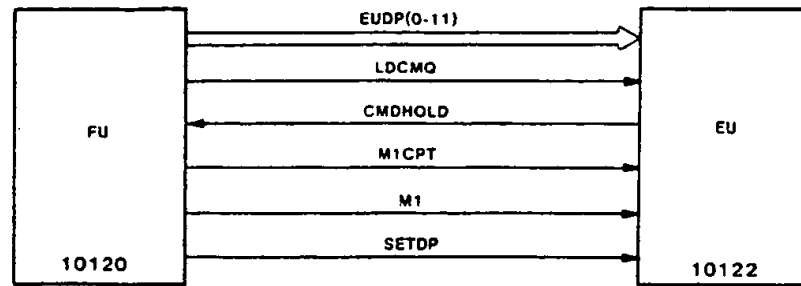 EUDP(0-11)
LDCMQ
CMDHOLD
FU
EU
M1CPT
M1
SETDP
10120
10122